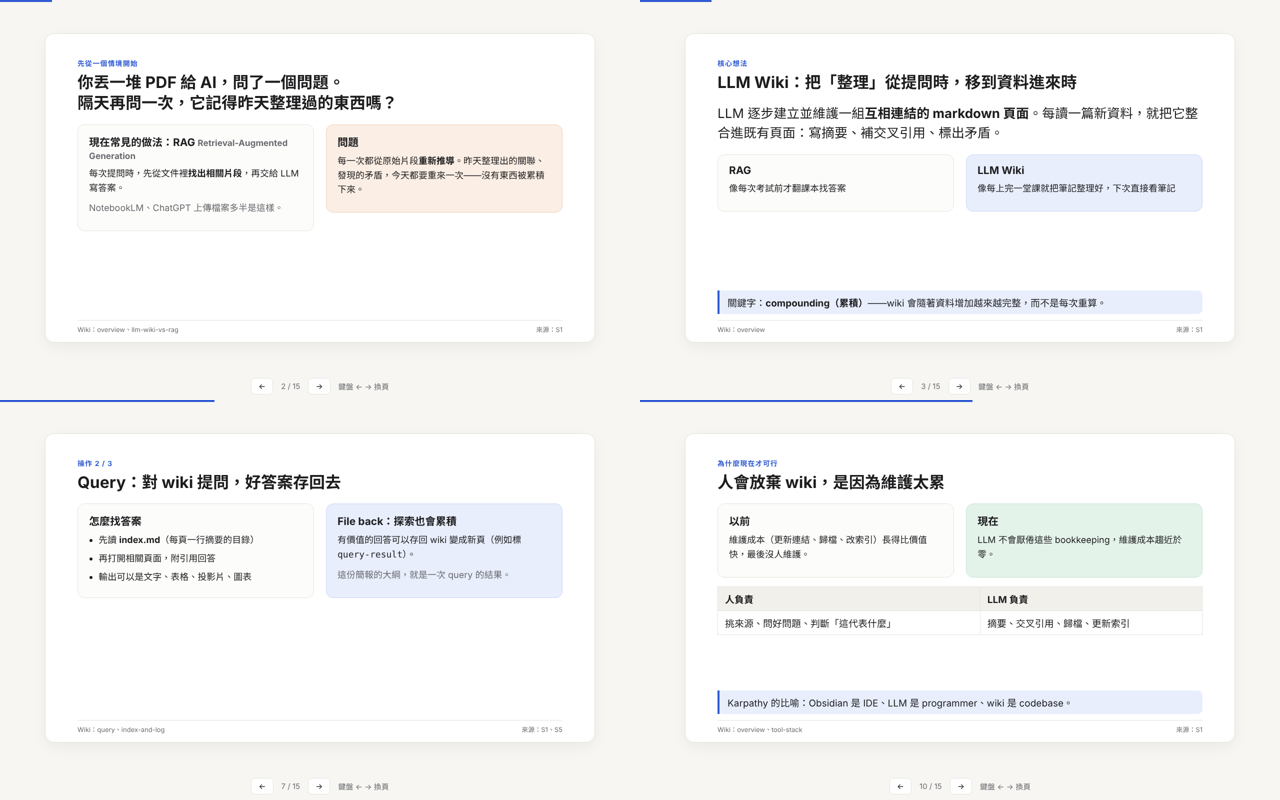 先從一個情境開始
你丟一堆 PDF 給 AI，問了一個問題。
隔天再問一次，它記得昨天整理過的東西嗎？
現在常見的做法：RAG Retrieval-Augmented
Generation
每次提問時，先從文件裡找出相關片段，再交給 LLM
寫答案。
NotebookLM、ChatGPT 上傳檔案多半是這樣。
問題
每一次都從原始片段重新推導。昨天整理出的關聯、
發現的矛盾，今天都要重來一次——沒有東西被累積
下來。
Wiki：overview、llm-wiki-vs-rag
來源：S1
← 2 / 15 → 鍵盤 ← → 換頁
核心想法
LLM Wiki：把「整理」從提問時，移到資料進來時
LLM 逐步建立並維護一組互相連結的 markdown 頁面。每讀一篇新資料，就把它整
合進既有頁面：寫摘要、補交叉引用、標出矛盾。
RAG
像每次考試前才翻課本找答案
LLM Wiki
像每上完一堂課就把筆記整理好，下次直接看筆記
關鍵字：compounding（累積）——wiki 會隨著資料增加越來越完整，而不是每次重算。
Wiki：overview
來源：S1
← 3 / 15 → 鍵盤 ← → 換頁
操作 2 / 3
Query：對 wiki 提問，好答案存回去
怎麼找答案
• 先讀 index.md（每頁一行摘要的目錄）
• 再打開相關頁面，附引用回答
• 輸出可以是文字、表格、投影片、圖表
File back：探索也會累積
有價值的回答可以存回 wiki 變成新頁（例如標
query-result）。
這份簡報的大綱，就是一次 query 的結果。
Wiki：query、index-and-log
來源：S1、S5
← 7 / 15 → 鍵盤 ← → 換頁
為什麼現在才可行
人會放棄 wiki，是因為維護太累
以前
維護成本（更新連結、歸檔、改索引）長得比價值
快，最後沒人維護。
現在
LLM 不會厭倦這些 bookkeeping，維護成本趨近於
零。
人負責
LLM 負責
挑來源、問好問題、判斷「這代表什麼」
摘要、交叉引用、歸檔、更新索引
Karpathy 的比喻：Obsidian 是 IDE、LLM 是 programmer、wiki 是 codebase。
Wiki：overview、tool-stack
來源：S1
← 10 / 15 → 鍵盤 ← → 換頁